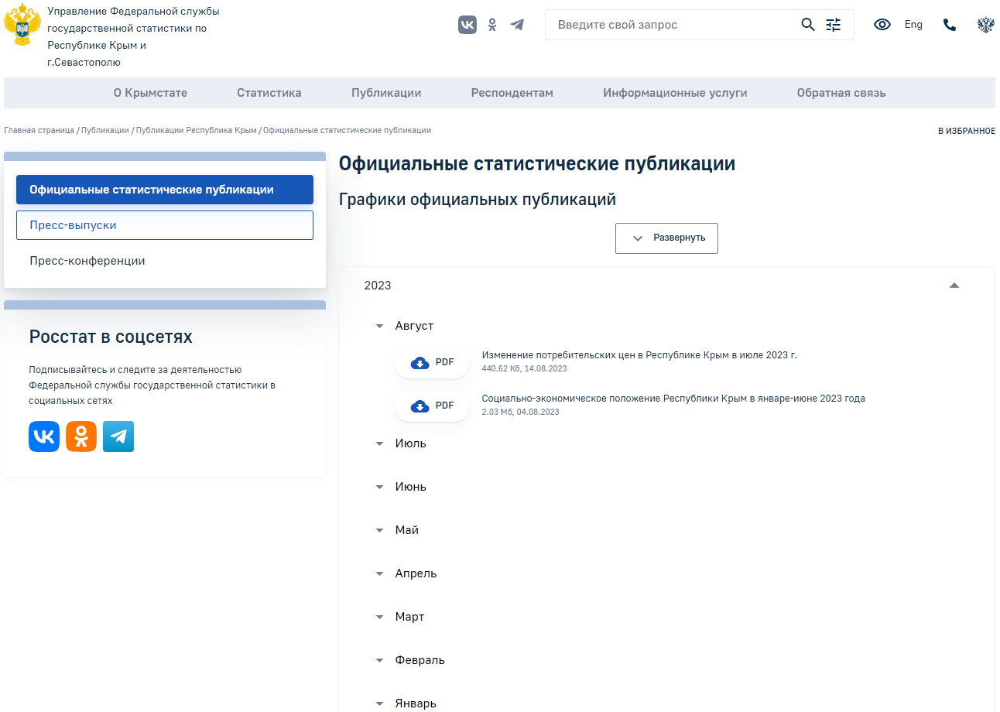 Управление Федеральной службы
государственной статистики по
Республике Крым и
г.Севастополю
Введите свой запрос
Eng
О Крымстате
Статистика
Публикации
Респондентам
Информационные услуги
Обратная связь
Главная страница / Публикации / Публикации Республика Крым / Официальные статистические публикации
В ИЗБРАННОЕ
Официальные статистические публикации
Пресс-выпуски
Пресс-конференции
Росстат в соцсетях
Подписывайтесь и следите за деятельностью
Федеральной службы государственной статистики в
социальных сетях
Официальные статистические публикации
Графики официальных публикаций
Развернуть
2023
Август
PDF
Изменение потребительских цен в Республике Крым в июле 2023 г.
440.62 Кб, 14.08.2023
PDF
Социально-экономическое положение Республики Крым в январе-июне 2023 года
2.03 Мб, 04.08.2023
Июль
Июнь
Май
Апрель
Март
Февраль
Январь